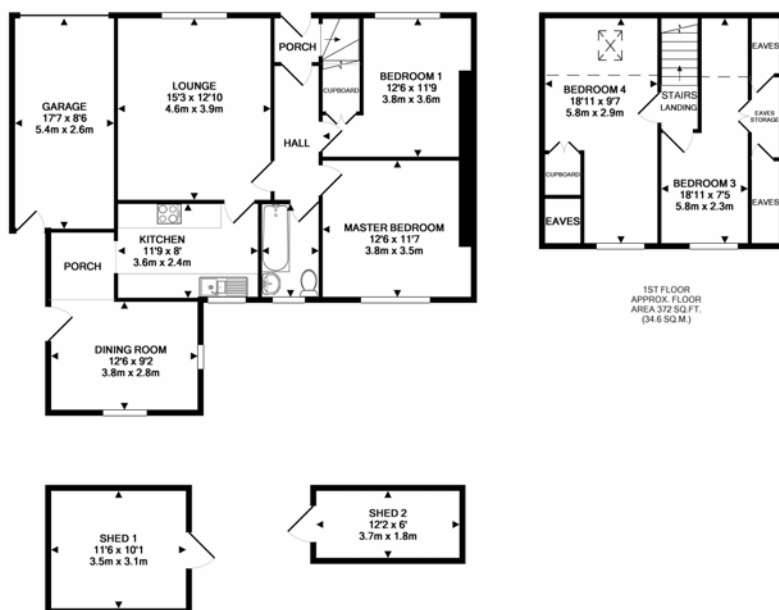 GARAGE
17'7 x 8'6
5.4m x 2.6m
LOUNGE
15'3 x 12'10
4.6m x 3.9m
PORCH
CUPBOARD
HALL
BEDROOM 1
12'6 x 11'9
3.8m x 3.6m
MASTER BEDROOM
12'6 x 11'7
3.8m x 3.5m
KITCHEN
11'9 x 8'
3.6m x 2.4m
PORCH
DINING ROOM
12'6 x 9'2
3.8m x 2.8m
BEDROOM 4
18'11 x 9'7
5.8m x 2.9m
STAIRS
LANDING
EAVES
EAVES
STORAGE
CUPBOARD
EAVES
BEDROOM 3
18'11 x 7'5
5.8m x 2.3m
EAVES
1ST FLOOR
APPROX. FLOOR
AREA 372 SQ.FT.
(34.6 SQ.M.)
SHED 1
11'6 x 10'1
3.5m x 3.1m
SHED 2
12'2 x 6'
3.7m x 1.8m